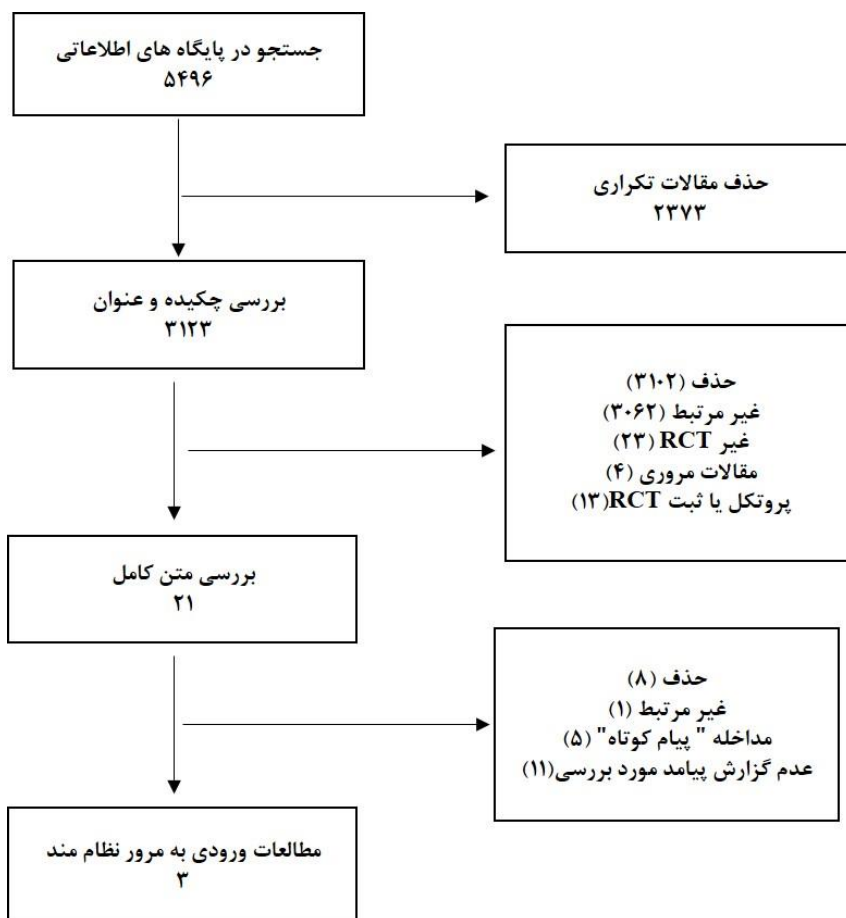 جستجو در پایگاه های اطلاعاتی
۵۴۹۶
حذف مقالات تکراری
۲۳۷۳
بررسی چکیده و عنوان
۳۱۲۳
حذف (۳۱۰۲)
غیر مرتبط (۳۰۶۲)
غیر RCT (۲۳)
مقالات مروری (۴)
پروتکل یا ثبت RCT(۱۳)
بررسی متن کامل
۲۱
حذف (۸)
غیر مرتبط (۱)
مداخله " پیام کوتاه" (۵)
عدم گزارش پیامد مورد بررسی(۱۱)
مطالعات ورودی به مرور نظام مند
۳